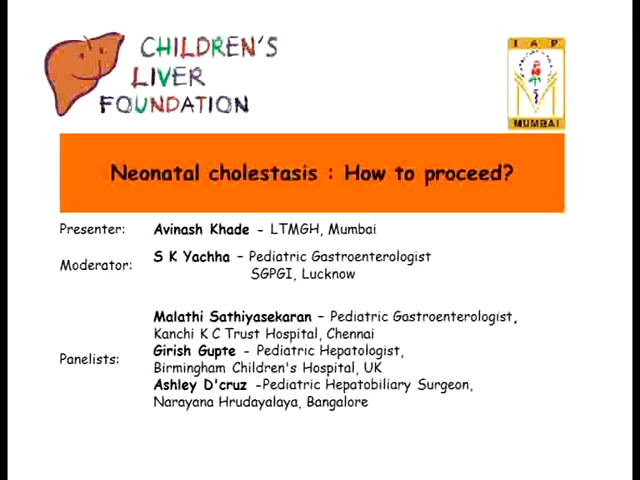 CHILDREN'S
LIVER
FOUNDATION
I A P
MUMBAI
Neonatal cholestasis : How to proceed?
Presenter: Avinash Khade - LTMGH, Mumbai
Moderator: S K Yachha – Pediatric Gastroenterologist
SGPGI, Lucknow
Panelists: Malathi Sathiyasekaran – Pediatric Gastroenterologist,
Kanchi K C Trust Hospital, Chennai
Girish Gupte - Pediatric Hepatologist,
Birmingham Children's Hospital, UK
Ashley D'cruz -Pediatric Hepatobiliary Surgeon,
Narayana Hrudayalaya, Bangalore